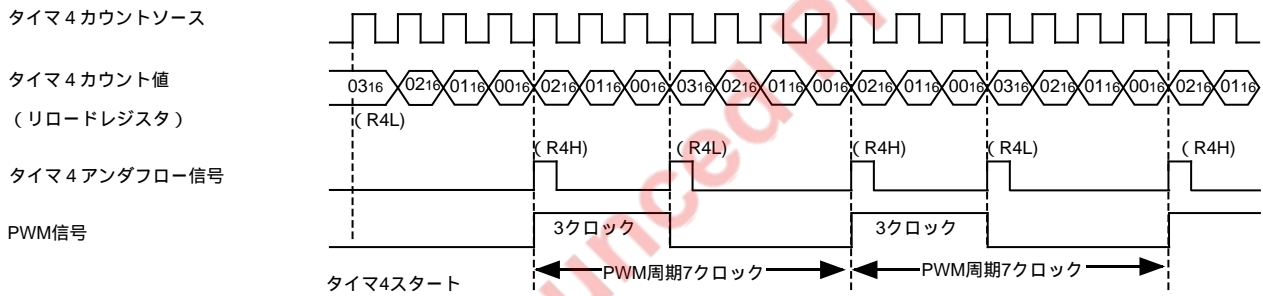 タイマ4カウントソース
タイマ4カウント値
0316 0216 0116 0016 0216 0116 0016 0316 0216 0116 0016 0216 0116 0016 0316 0216 0116 0016 0216 0116
(リロードレジスタ)
(R4L)
(R4H) (R4L) (R4H) (R4L) (R4H)
タイマ4アンダフロー信号
PWM信号
3クロック 3クロック
PWM周期7クロック PWM周期7クロック
タイマ4スタート
unced Pr